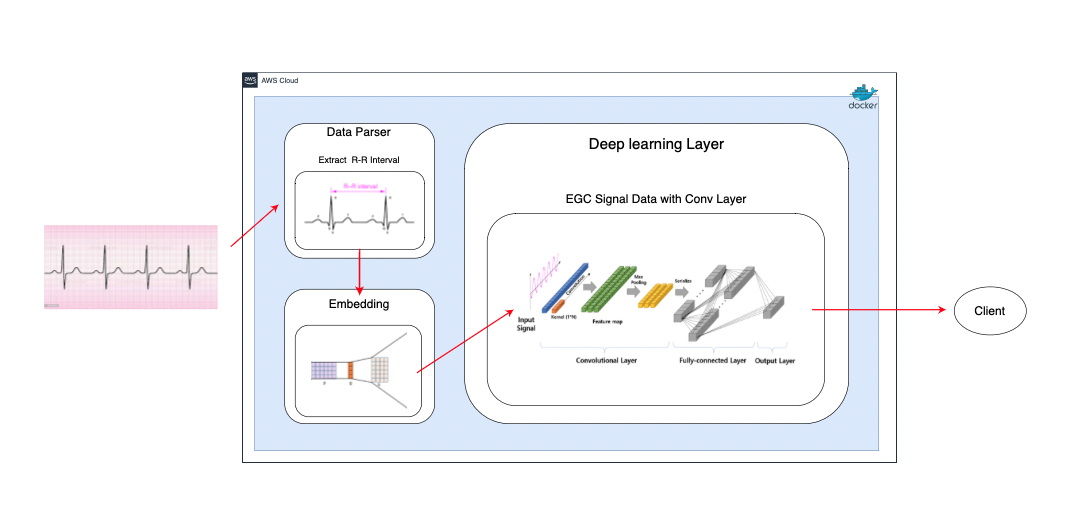 aws
AWS Cloud
docker
Data Parser
Extract R-R Interval
R-R interval
Embedding
Deep learning Layer
EGC Signal Data with Conv Layer
Input
Signal
Convolution
Kernel (1*N)
Feature map
Max
Pooling
Serialize
Convolutional Layer
Fully-connected Layer
Output Layer
Client